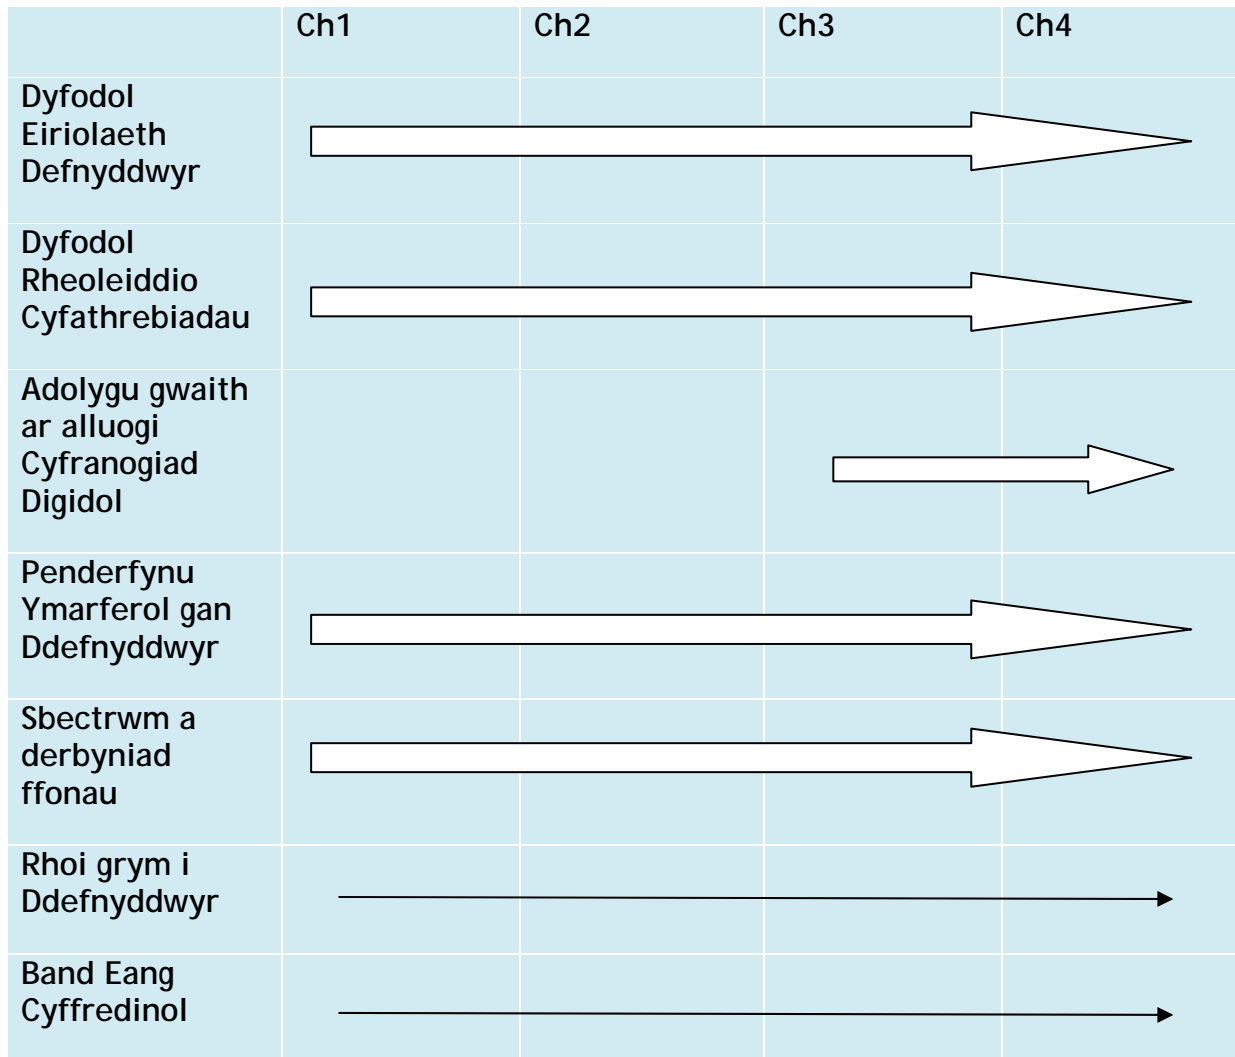 Ch1 Ch2 Ch3 Ch4
Dyfodol
Eiriolaeth
Defnyddwyr
Dyfodol
Rheoleiddio
Cyfathrebiadau
Adolygu gwaith
ar alluogi
Cyfranogiad
Digidol
Penderfynu
Ymarferol gan
Ddefnyddwyr
Sbectrwm a
derbyniad
ffonau
Rhoi grym i
Ddefnyddwyr
Band Eang
Cyffredinol